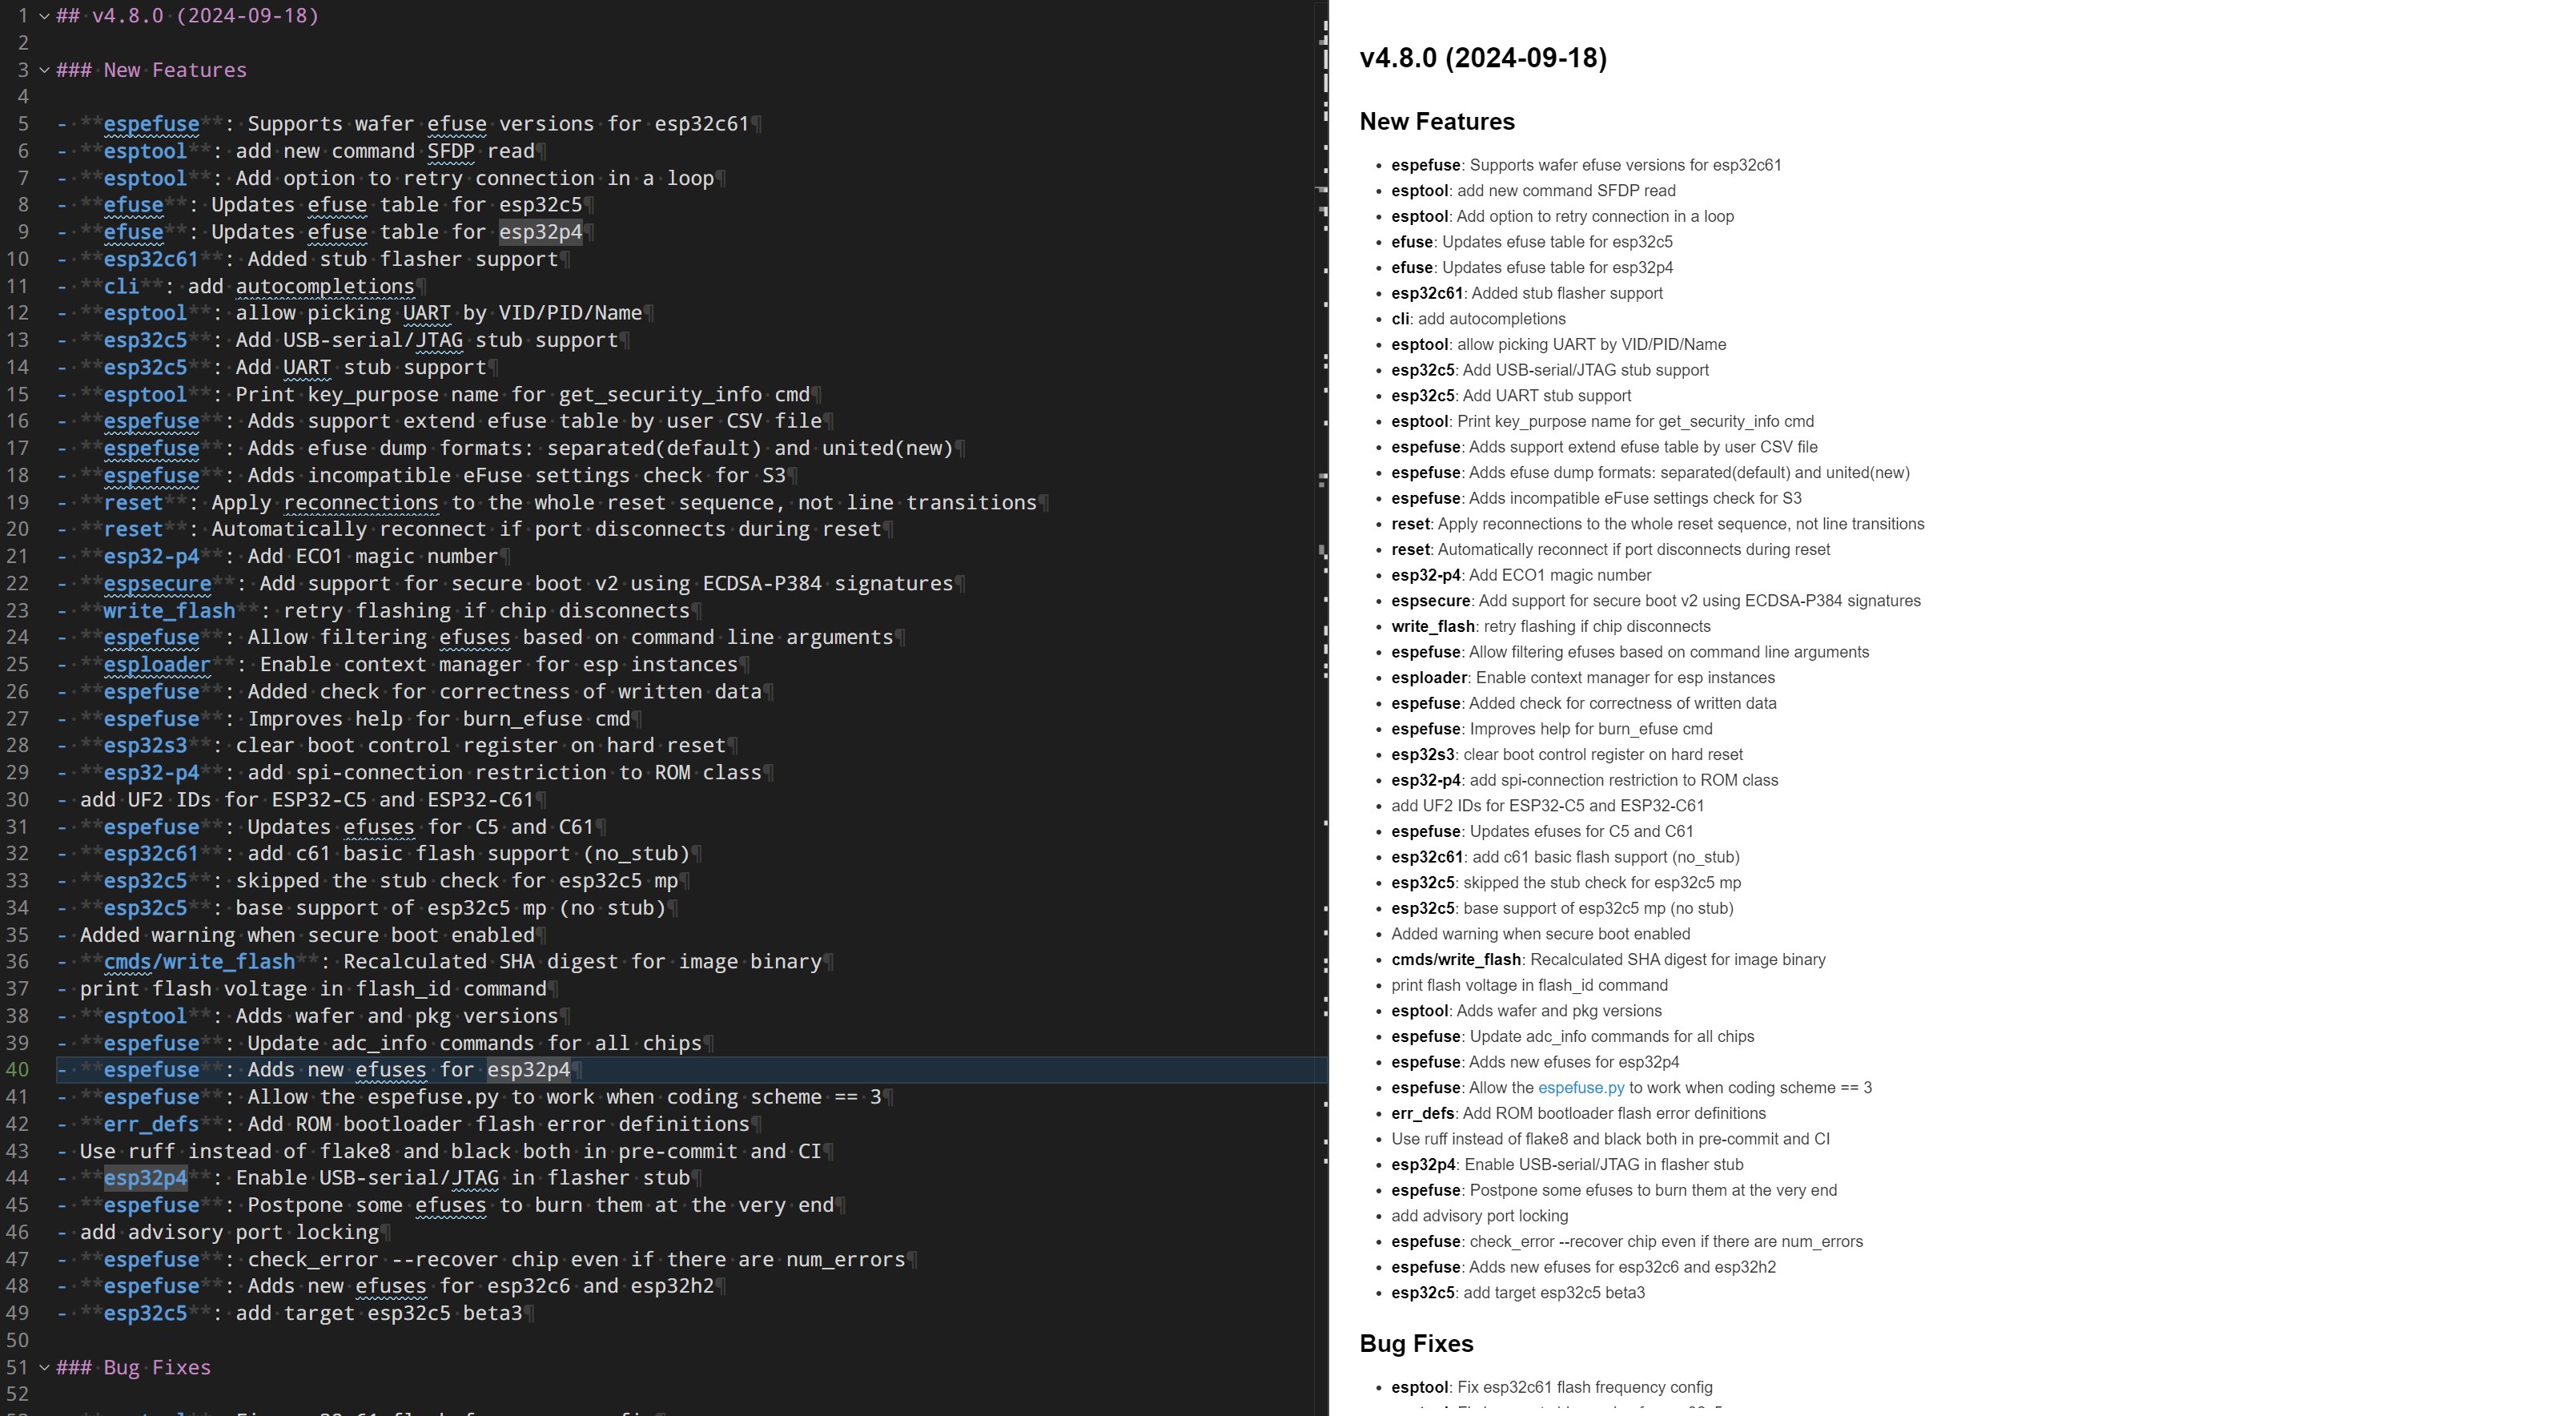 1 ## v4.8.0 (2024-09-18)
2
3 ### New Features
4
5 - **espefuse**: Supports wafer efuse versions for esp32c61
6 - **esptool**: add new command SFDP read
7 - **esptool**: Add option to retry connection in a loop
8 - **efuse**: Updates efuse table for esp32c5
9 - **efuse**: Updates efuse table for esp32p4
10 - **esp32c61**: Added stub flasher support
11 - **cli**: add autocompletions
12 - **esptool**: allow picking UART by VID/PID/Name
13 - **esp32c5**: Add USB-serial/JTAG stub support
14 - **esp32c5**: Add UART stub support
15 - **esptool**: Print key_purpose name for get_security_info cmd
16 - **espefuse**: Adds support extend efuse table by user CSV file
17 - **espefuse**: Adds efuse dump formats: separated(default) and united(new)
18 - **espefuse**: Adds incompatible eFuse settings check for S3
19 - **reset**: Apply reconnections to the whole reset sequence, not line transitions
20 - **reset**: Automatically reconnect if port disconnects during reset
21 - **esp32-p4**: Add ECO1 magic number
22 - **espsecure**: Add support for secure boot v2 using ECDSA-P384 signatures
23 - **write_flash**: retry flashing if chip disconnects
24 - **espefuse**: Allow filtering efuses based on command line arguments
25 - **esploader**: Enable context manager for esp instances
26 - **espefuse**: Added check for correctness of written data
27 - **espefuse**: Improves help for burn_efuse cmd
28 - **esp32s3**: clear boot control register on hard reset
29 - **esp32-p4**: add spi-connection restriction to ROM class
30 - add UF2 IDs for ESP32-C5 and ESP32-C61
31 - **espefuse**: Updates efuses for C5 and C61
32 - **esp32c61**: add c61 basic flash support (no_stub)
33 - **esp32c5**: skipped the stub check for esp32c5 mp
34 - **esp32c5**: base support of esp32c5 mp (no stub)
35 - Added warning when secure boot enabled
36 - **cmds/write_flash**: Recalculated SHA digest for image binary
37 - print flash voltage in flash_id command
38 - **esptool**: Adds wafer and pkg versions
39 - **espefuse**: Update adc_info commands for all chips
40 - **espefuse**: Adds new efuses for esp32p4
41 - **espefuse**: Allow the espefuse.py to work when coding scheme == 3
42 - **err_defs**: Add ROM bootloader flash error definitions
43 - Use ruff instead of flake8 and black both in pre-commit and CI
44 - **esp32p4**: Enable USB-serial/JTAG in flasher stub
45 - **espefuse**: Postpone some efuses to burn them at the very end
46 - add advisory port locking
47 - **espefuse**: check_error --recover chip even if there are num_errors
48 - **espefuse**: Adds new efuses for esp32c6 and esp32h2
49 - **esp32c5**: add target esp32c5 beta3
50
51 ### Bug Fixes
52
v4.8.0 (2024-09-18)
New Features
• espefuse: Supports wafer efuse versions for esp32c61
• esptool: add new command SFDP read
• esptool: Add option to retry connection in a loop
• efuse: Updates efuse table for esp32c5
• efuse: Updates efuse table for esp32p4
• esp32c61: Added stub flasher support
• cli: add autocompletions
• esptool: allow picking UART by VID/PID/Name
• esp32c5: Add USB-serial/JTAG stub support
• esp32c5: Add UART stub support
• esptool: Print key_purpose name for get_security_info cmd
• espefuse: Adds support extend efuse table by user CSV file
• espefuse: Adds efuse dump formats: separated(default) and united(new)
• espefuse: Adds incompatible eFuse settings check for S3
• reset: Apply reconnections to the whole reset sequence, not line transitions
• reset: Automatically reconnect if port disconnects during reset
• esp32-p4: Add ECO1 magic number
• espsecure: Add support for secure boot v2 using ECDSA-P384 signatures
• write_flash: retry flashing if chip disconnects
• espefuse: Allow filtering efuses based on command line arguments
• esploader: Enable context manager for esp instances
• espefuse: Added check for correctness of written data
• espefuse: Improves help for burn_efuse cmd
• esp32s3: clear boot control register on hard reset
• esp32-p4: add spi-connection restriction to ROM class
• add UF2 IDs for ESP32-C5 and ESP32-C61
• espefuse: Updates efuses for C5 and C61
• esp32c61: add c61 basic flash support (no_stub)
• esp32c5: skipped the stub check for esp32c5 mp
• esp32c5: base support of esp32c5 mp (no stub)
• Added warning when secure boot enabled
• cmds/write_flash: Recalculated SHA digest for image binary
• print flash voltage in flash_id command
• esptool: Adds wafer and pkg versions
• espefuse: Update adc_info commands for all chips
• espefuse: Adds new efuses for esp32p4
• espefuse: Allow the espefuse.py to work when coding scheme == 3
• err_defs: Add ROM bootloader flash error definitions
• Use ruff instead of flake8 and black both in pre-commit and CI
• esp32p4: Enable USB-serial/JTAG in flasher stub
• espefuse: Postpone some efuses to burn them at the very end
• add advisory port locking
• espefuse: check_error --recover chip even if there are num_errors
• espefuse: Adds new efuses for esp32c6 and esp32h2
• esp32c5: add target esp32c5 beta3
Bug Fixes
• esptool: Fix esp32c61 flash frequency config